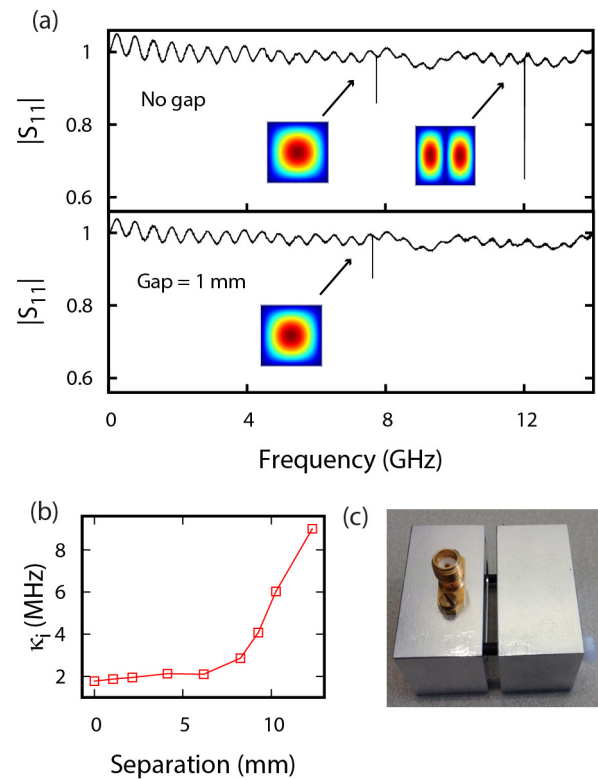 (a)
1
0.8
0.6
|S11|
No gap
1
0.8
0.6
|S11|
Gap = 1 mm
0 4 8 12
Frequency (GHz)
(b)
8
6
4
2
κi (MHz)
0 5 10
Separation (mm)
(c)